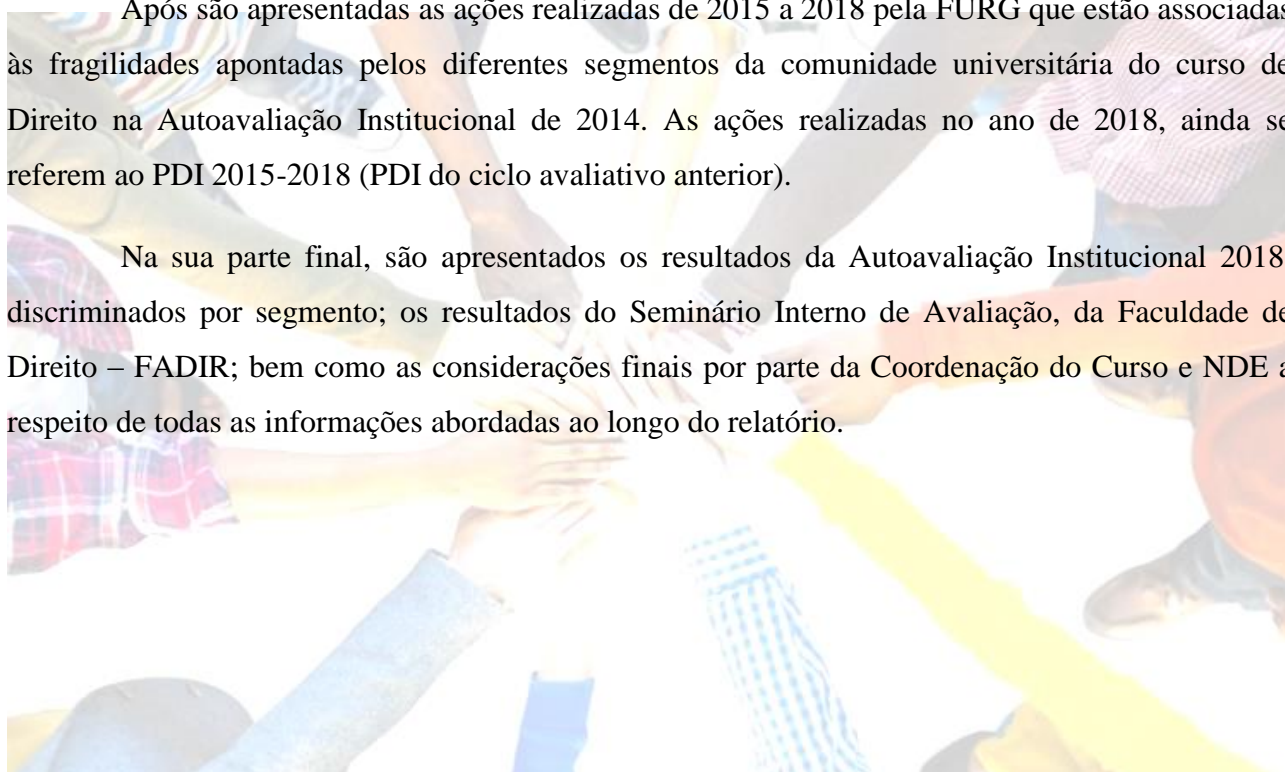 Após são apresentadas as ações realizadas de 2015 a 2018 pela FURG que estão associadas
às fragilidades apontadas pelos diferentes segmentos da comunidade universitária do curso de
Direito na Autoavaliação Institucional de 2014. As ações realizadas no ano de 2018, ainda se
referem ao PDI 2015-2018 (PDI do ciclo avaliativo anterior).
Na sua parte final, são apresentados os resultados da Autoavaliação Institucional 2018
discriminados por segmento; os resultados do Seminário Interno de Avaliação, da Faculdade de
Direito – FADIR; bem como as considerações finais por parte da Coordenação do Curso e NDE a
respeito de todas as informações abordadas ao longo do relatório.